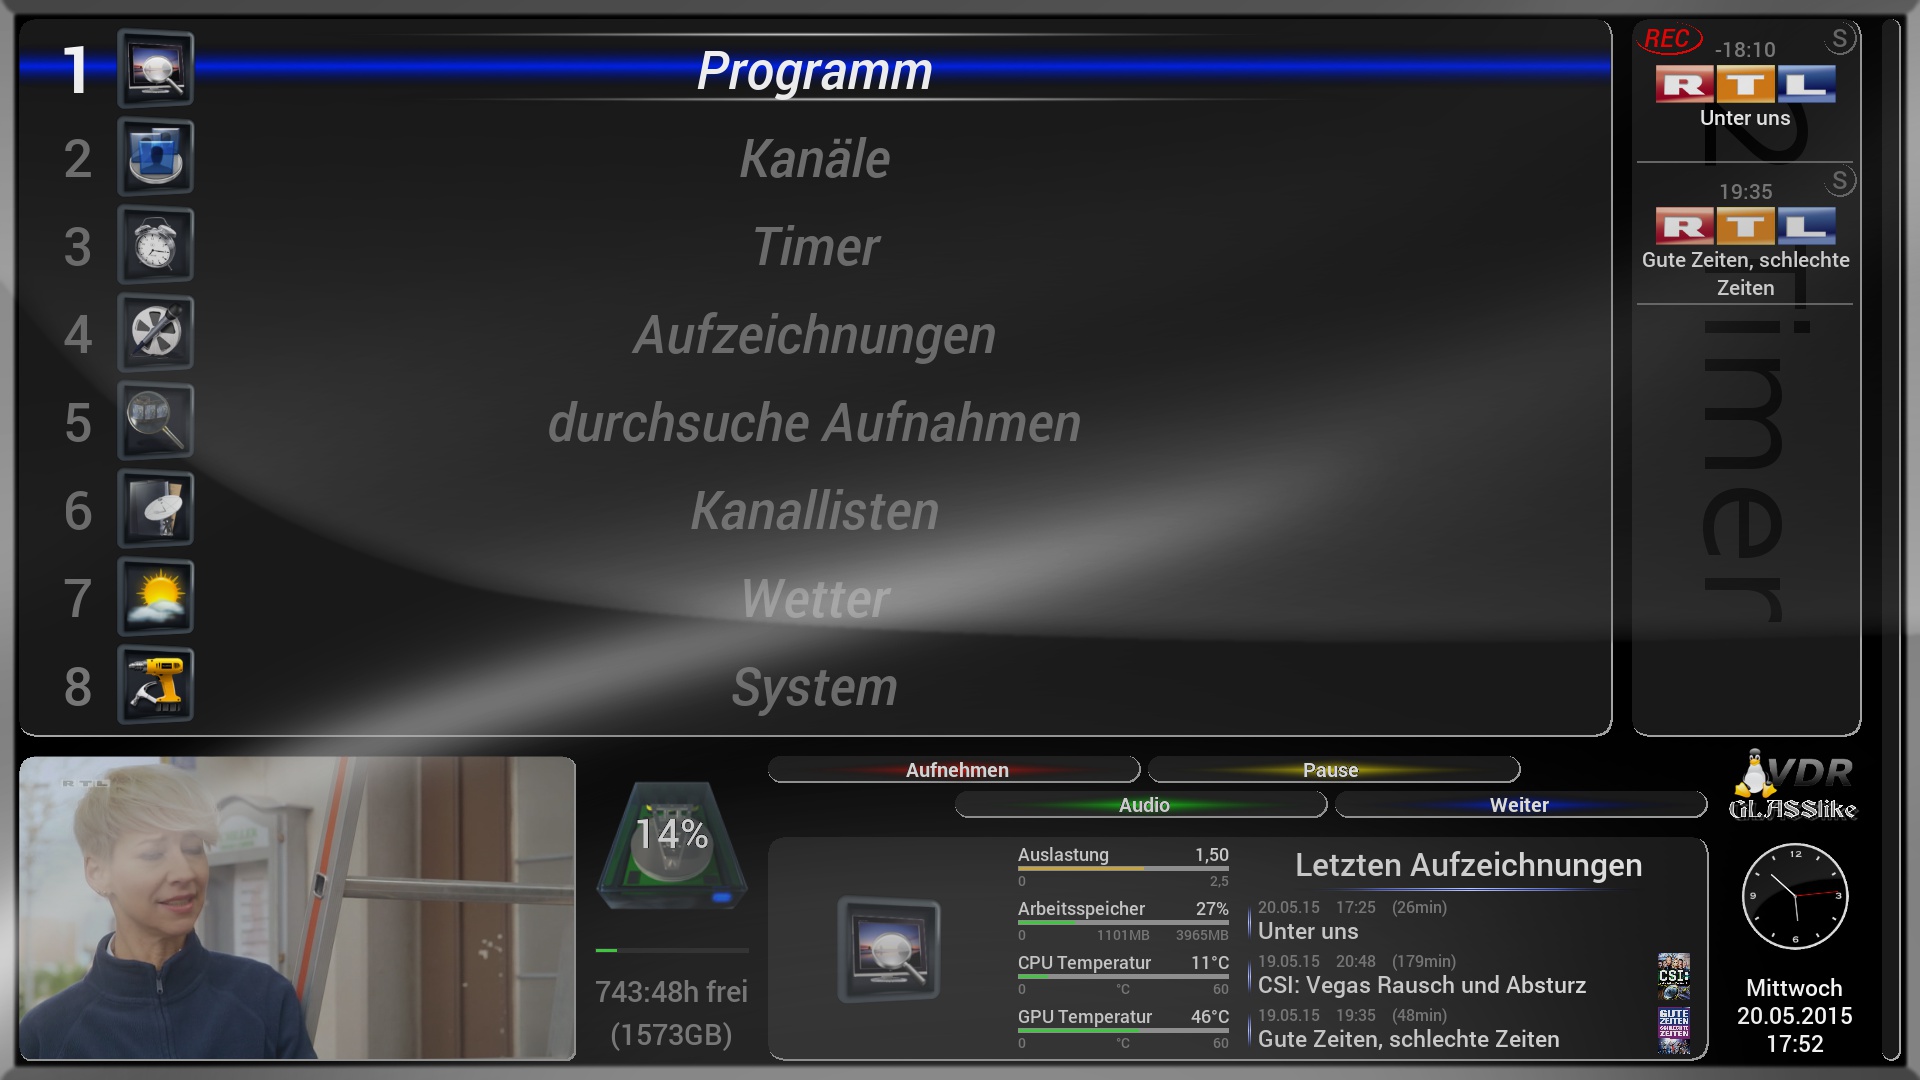 1 Programm
2 Kanäle
3 Timer
4 Aufzeichnungen
5 durchsuche Aufnahmen
6 Kanallisten
7 Wetter
8 System
REC -18:10 S
RTL
Unter uns
19:35 S
RTL
Gute Zeiten, schlechte
Zeiten
2 Timer
RTL
14%
743:48h frei
(1573GB)
Aufnehmen
Pause
Audio
Weiter
Auslastung 1,50
0 2,5
Arbeitsspeicher 27%
0 1101MB 3965MB
CPU Temperatur 11°C
0 °C 60
GPU Temperatur 46°C
0 °C 60
Letzten Aufzeichnungen
20.05.15 17:25 (26min)
Unter uns
19.05.15 20:48 (179min)
CSI: Vegas Rausch und Absturz
CSI:
19.05.15 19:35 (48min)
Gute Zeiten, schlechte Zeiten
GUTE
ZEITEN
SCHLECHTE
ZEITEN
VDR
GLASSlike
12
3
6
9
Mittwoch
20.05.2015
17:52